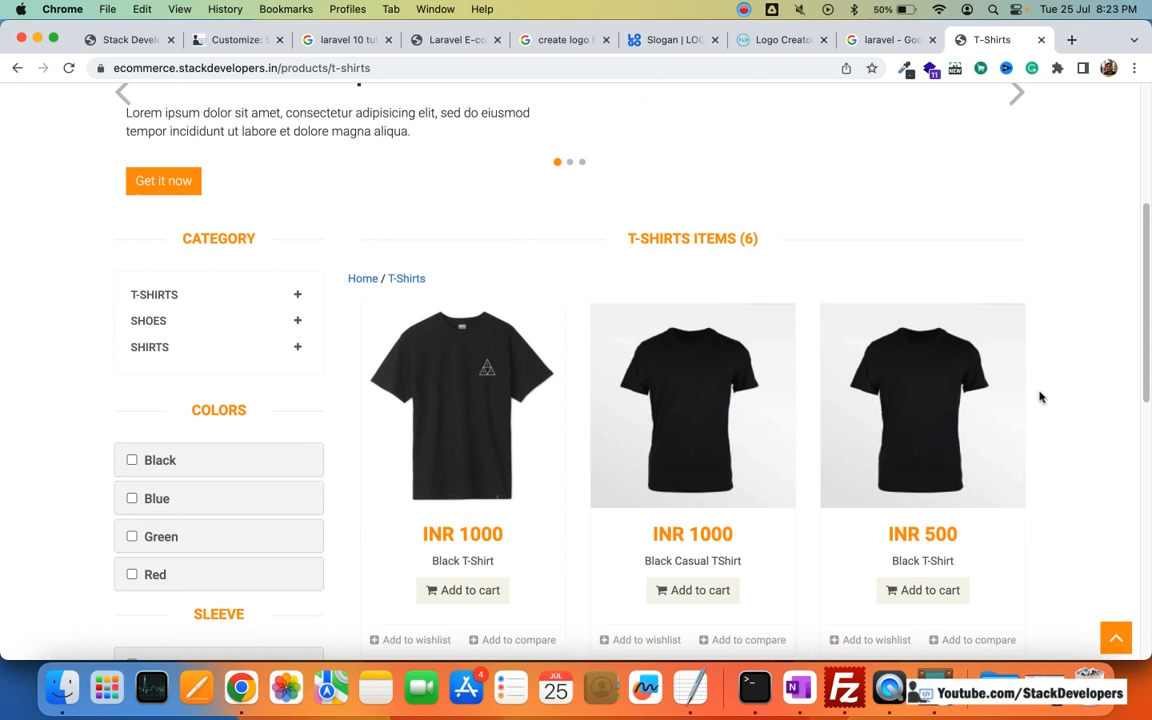 Chrome File Edit View History Bookmarks Profiles Tab Window Help 50% Tue 25 Jul 8:23 PM
Stack Devel Customize: laravel 10 tu Laravel E-co create logo Slogan | LO Logo Creato laravel - Goo T-Shirts
ecommerce.stackdevelopers.in/products/t-shirts 11 NEW
Lorem ipsum dolor sit amet, consectetur adipisicing elit, sed do eiusmod
tempor incididunt ut labore et dolore magna aliqua.
Get it now
CATEGORY
T-SHIRTS +
SHOES +
SHIRTS +
COLORS
Black
Blue
Green
Red
SLEEVE
T-SHIRTS ITEMS (6)
Home / T-Shirts
INR 1000
Black T-Shirt
Add to cart
Add to wishlist Add to compare
INR 1000
Black Casual TShirt
Add to cart
Add to wishlist Add to compare
INR 500
Black T-Shirt
Add to cart
Add to wishlist Add to compare
4
JUL
25
Fz
Youtube.com/StackDevelopers